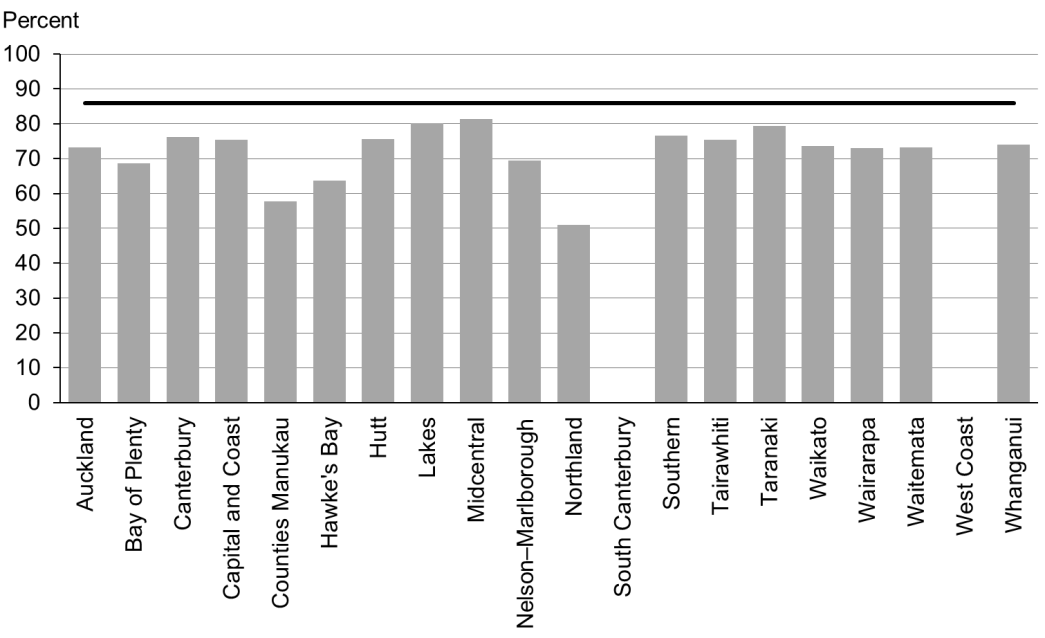 Percent
100
90
80
70
60
50
40
30
20
10
0
Auckland
Bay of Plenty
Canterbury
Capital and Coast
Counties Manukau
Hawke's Bay
Hutt
Lakes
Midcentral
Nelson–Marlborough
Northland
South Canterbury
Southern
Tairawhiti
Taranaki
Waikato
Wairarapa
Waitemata
West Coast
Whanganui